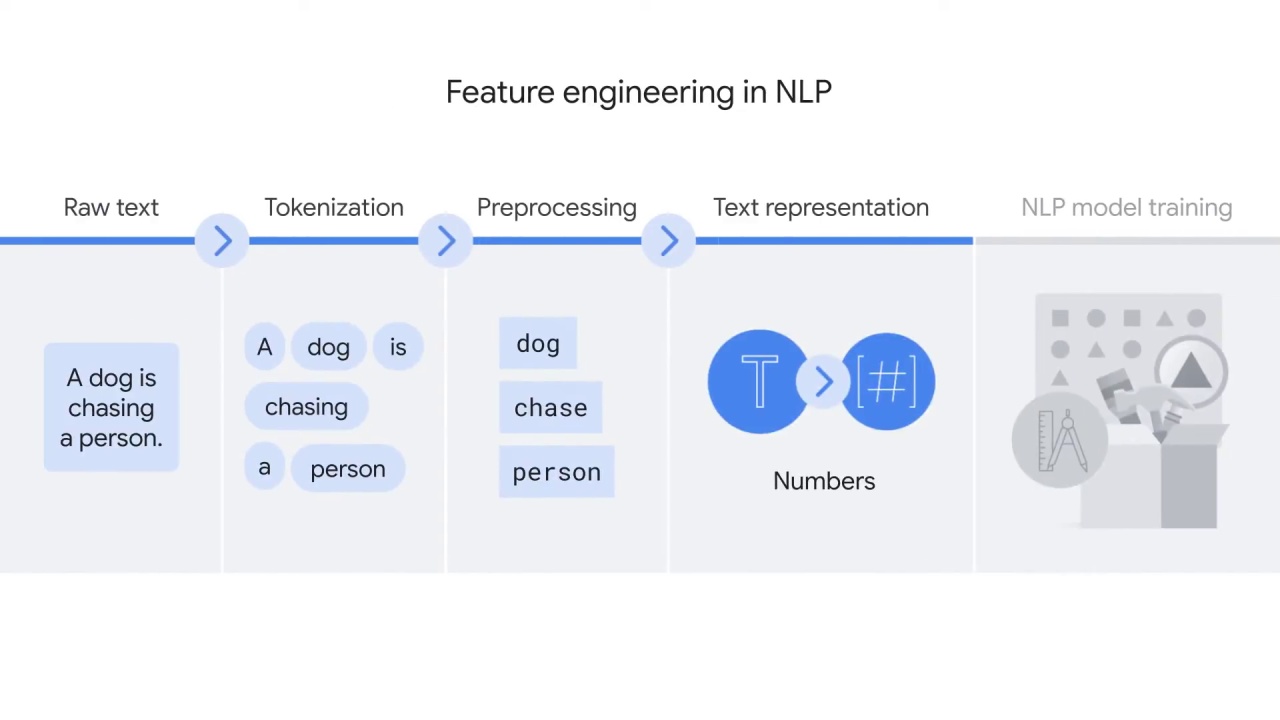 Feature engineering in NLP
Raw text
Tokenization
Preprocessing
Text representation
NLP model training
A dog is
chasing
a person.
A dog is
chasing
a person
dog
chase
person
T
[#]
Numbers